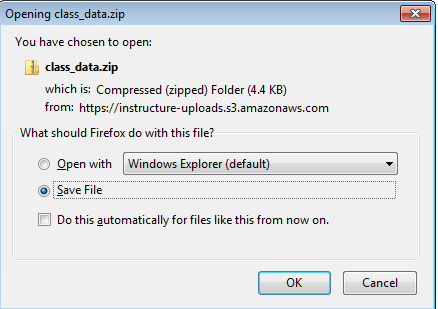 Opening class_data.zip
You have chosen to open:
class_data.zip
which is: Compressed (zipped) Folder (4.4 KB)
from: https://instructure-uploads.s3.amazonaws.com
What should Firefox do with this file?
Open with Windows Explorer (default)
Save File
Do this automatically for files like this from now on.
OK Cancel